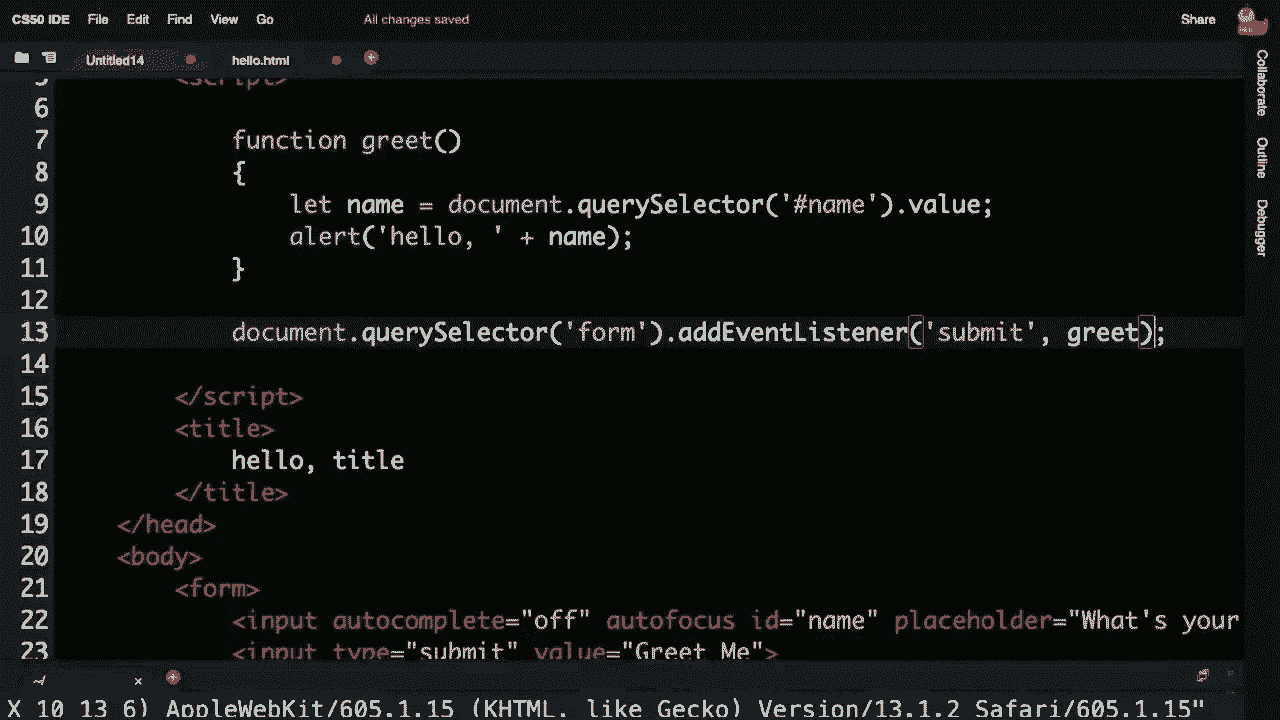 CS50 IDE File Edit Find View Go All changes saved Share
Untitled14 hello.html
5 <script>
6
7 function greet()
8 {
9 let name = document.querySelector('#name').value;
10 alert('hello, ' + name);
11 }
12
13 document.querySelector('form').addEventListener('submit', greet);
14
15 </script>
16 <title>
17 hello, title
18 </title>
19 </head>
20 <body>
21 <form>
22 <input autocomplete="off" autofocus id="name" placeholder="What's your
23 <input type="submit" value="Greet Me">
~/
X 10_13_6) AppleWebKit/605.1.15 (KHTML, like Gecko) Version/13.1.2 Safari/605.1.15"
Collaborate
Outline
Debugger